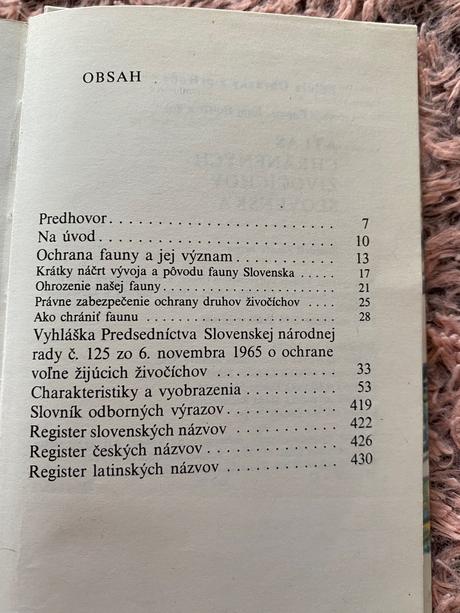 OBSAH
Predhovor . . . . . . . . . . . . . . . . . . . . . . 7
Na úvod . . . . . . . . . . . . . . . . . . . . . . . 10
Ochrana fauny a jej význam . . . . . . . . . . . 13
Krátky náčrt vývoja a pôvodu fauny Slovenska . . . . . 17
Ohrozenie našej fauny . . . . . . . . . . . . . . . . . 21
Právne zabezpečenie ochrany druhov živočíchov . . . . 25
Ako chrániť faunu . . . . . . . . . . . . . . . . . . . 28
Vyhláška Predsedníctva Slovenskej národnej
rady č. 125 zo 6. novembra 1965 o ochrane
voľne žijúcich živočíchov . . . . . . . . . . . . 33
Charakteristiky a vyobrazenia . . . . . . . . . . 53
Slovník odborných výrazov . . . . . . . . . . . 419
Register slovenských názvov . . . . . . . . . . 422
Register českých názvov . . . . . . . . . . . . 426
Register latinských názvov . . . . . . . . . . . 430